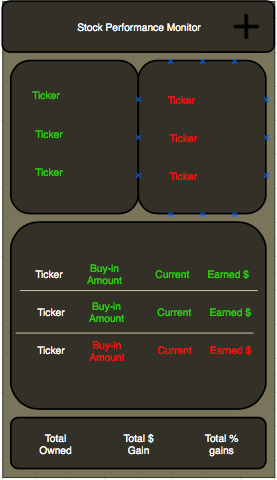 Stock Performance Monitor
Ticker
Ticker
Ticker
Ticker
Ticker
Ticker
Ticker Buy-in Amount Current Earned $
Ticker Buy-in Amount Current Earned $
Ticker Buy-in Amount Current Earned $
Total Owned Total $ Gain Total % gains